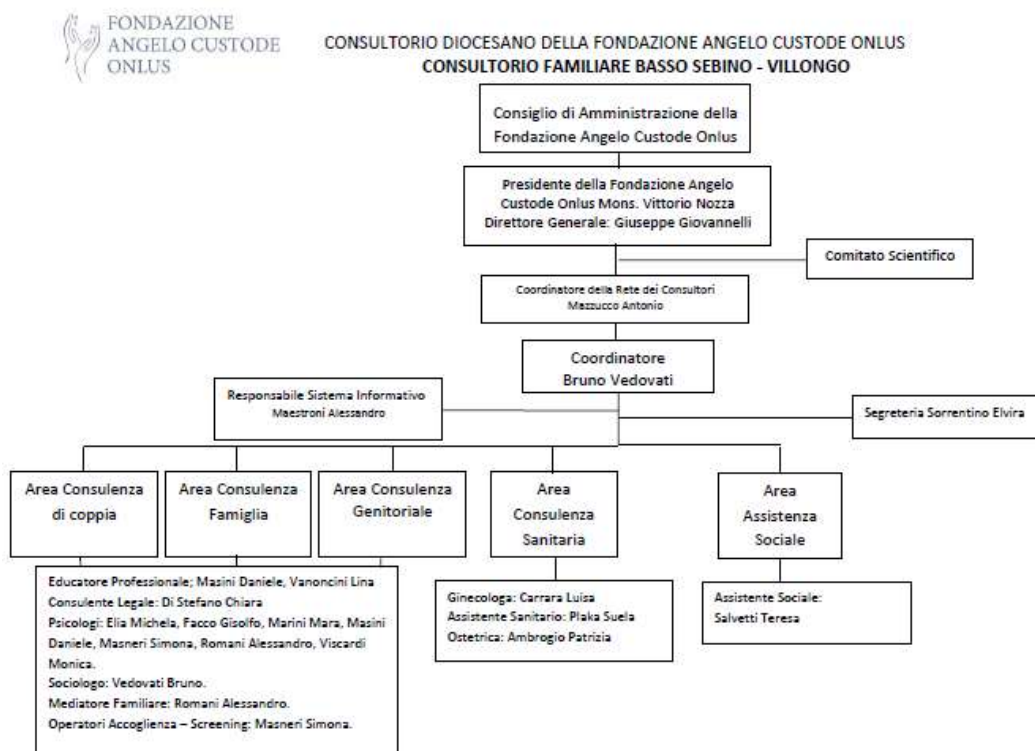 FONDAZIONE
ANGELO CUSTODE
ONLUS
CONSULTORIO DIOCESANO DELLA FONDAZIONE ANGELO CUSTODE ONLUS
CONSULTORIO FAMILIARE BASSO SEBINO - VILLONGO
Consiglio di Amministrazione della
Fondazione Angelo Custode Onlus
Presidente della Fondazione Angelo
Custode Onlus Mons. Vittorio Nozza
Direttore Generale: Giuseppe Giovannelli
Comitato Scientifico
Coordinatore della Rete dei Consultori
Mazzucco Antonio
Coordinatore
Bruno Vedovati
Responsabile Sistema Informativo
Maestroni Alessandro
Segreteria Sorrentino Elvira
Area Consulenza
di coppia
Area Consulenza
Famiglia
Area Consulenza
Genitoriale
Area
Consulenza
Sanitaria
Area
Assistenza
Sociale
Educatore Professionale; Masini Daniele, Vanoncini Lina
Consulente Legale: Di Stefano Chiara
Psicologi: Elia Michela, Facco Gisolfo, Marini Mara, Masini
Daniele, Masneri Simona, Romani Alessandro, Viscardi
Monica.
Sociologo: Vedovati Bruno.
Mediatore Familiare: Romani Alessandro.
Operatori Accoglienza – Screening: Masneri Simona.
Ginecologa: Carrara Luisa
Assistente Sanitario: Plaka Suela
Ostetrica: Ambrogio Patrizia
Assistente Sociale:
Salvetti Teresa